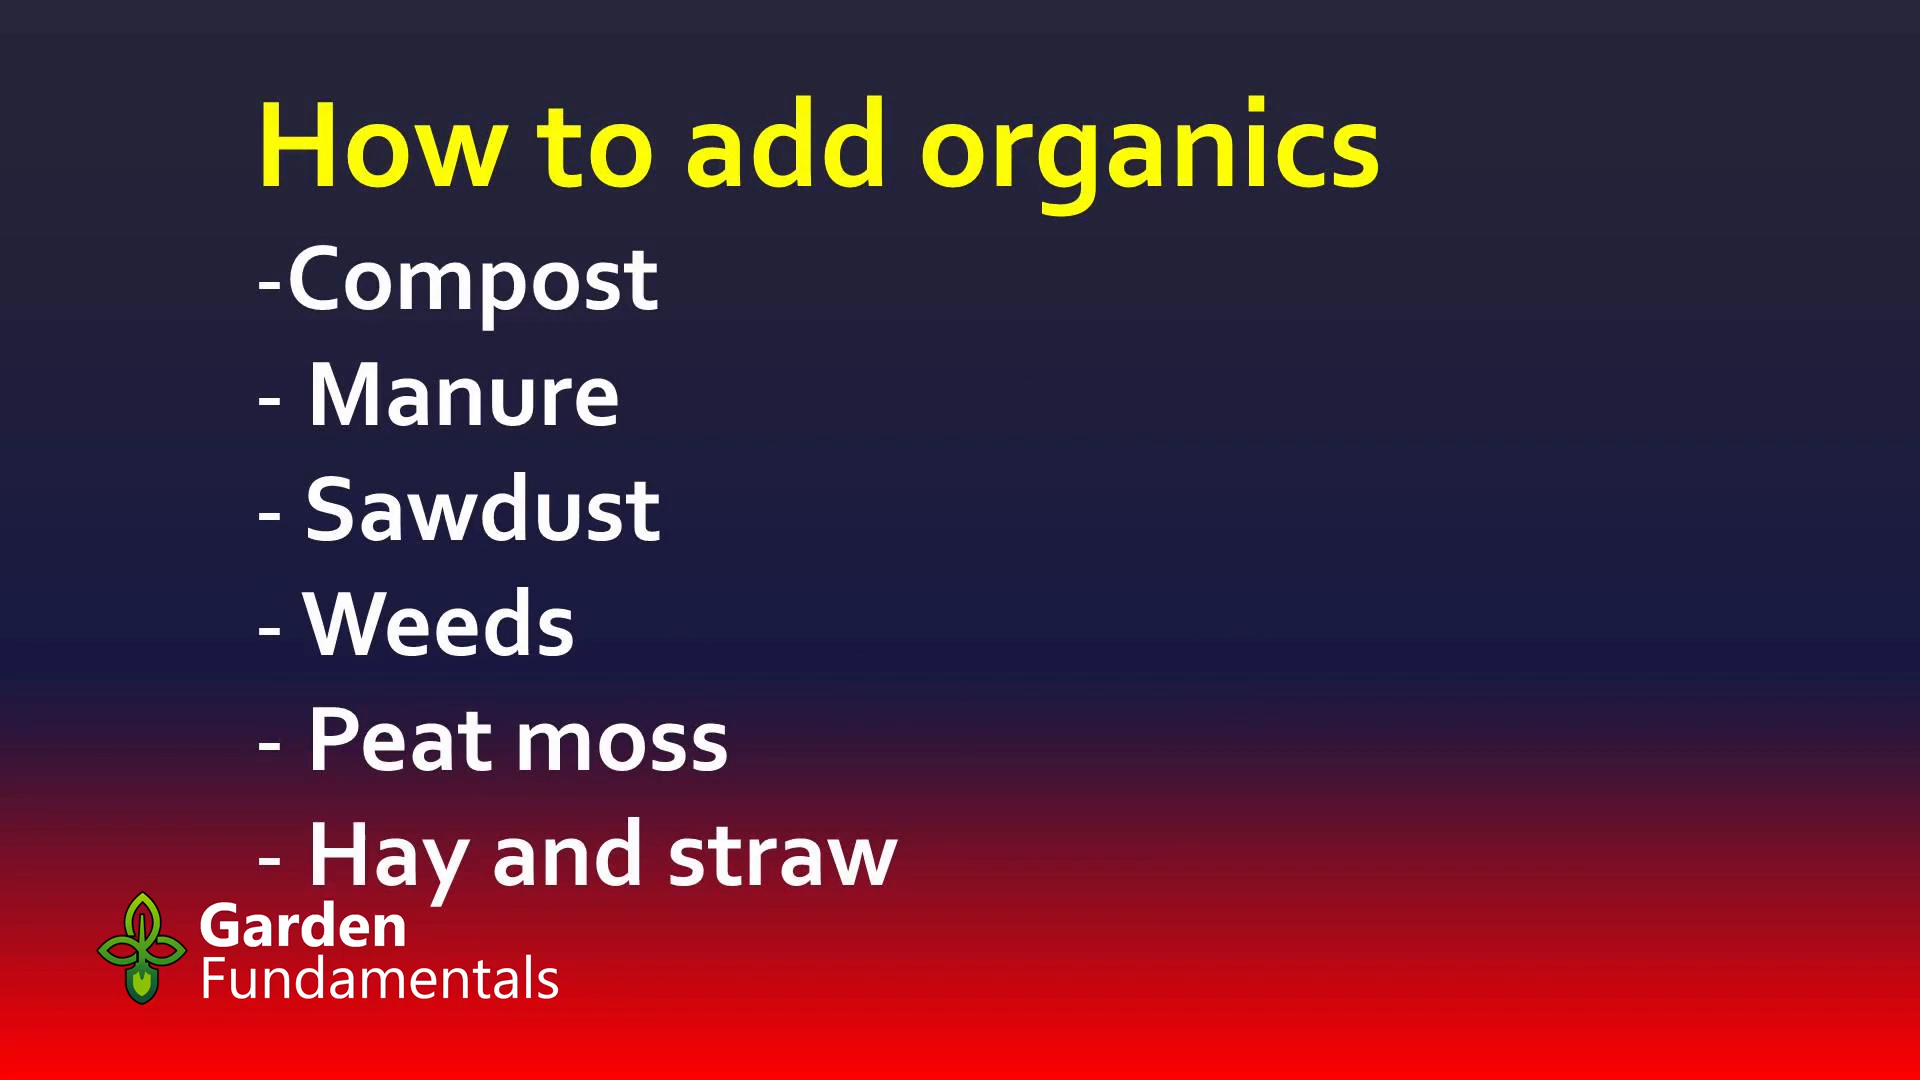 How to add organics
-Compost
- Manure
- Sawdust
- Weeds
- Peat moss
- Hay and straw
Garden
Fundamentals